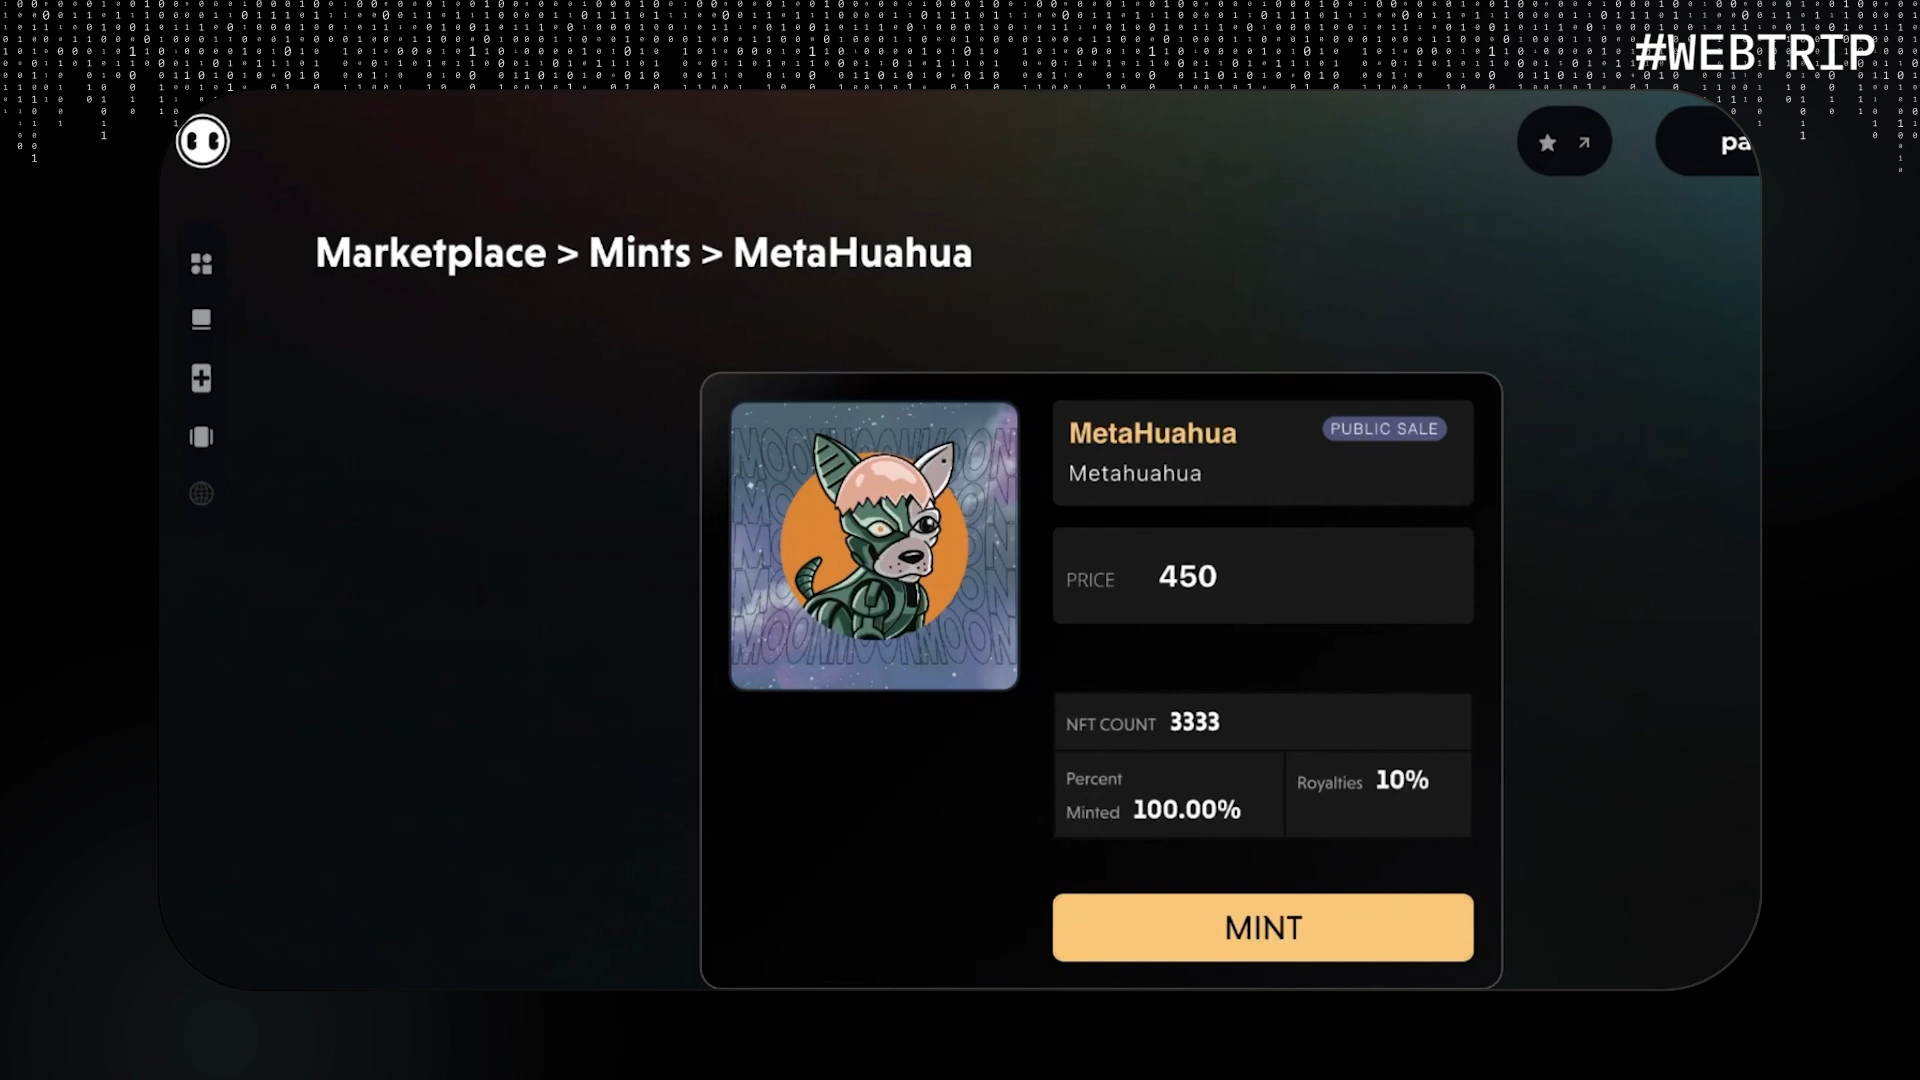 #WEBTRIP
pa
Marketplace > Mints > MetaHuahua
MOONMOONMOON
MetaHuahua
PUBLIC SALE
Metahuahua
PRICE 450
NFT COUNT 3333
Percent
Minted 100.00%
Royalties 10%
MINT